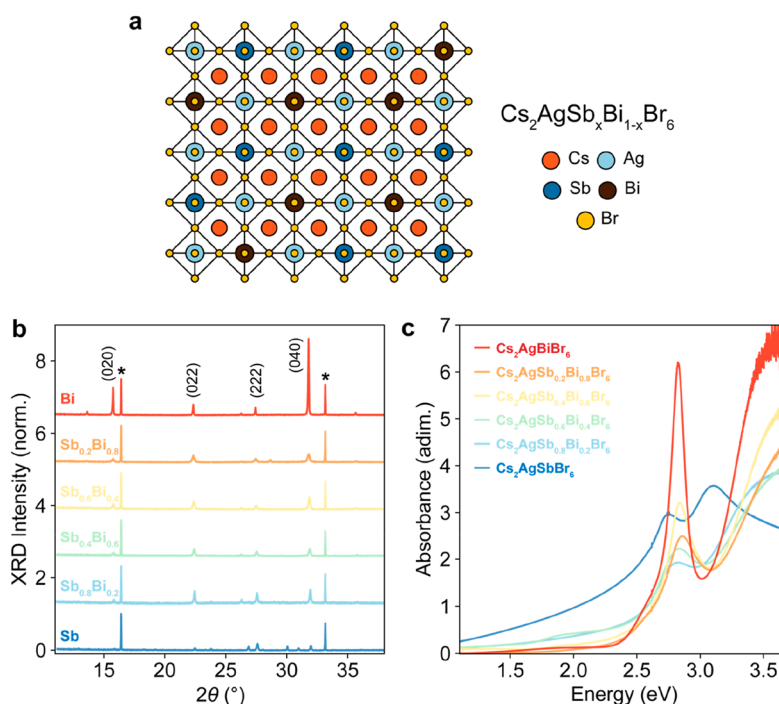 a
Cs₂AgSbₓBi₁₋ₓBr₆
Cs Ag
Sb Bi
Br
b
XRD Intensity (norm.)
8
6
4
2
0
(020)
*
(022)
(222)
(040)
*
Bi
Sb₀.₂Bi₀.₈
Sb₀.₆Bi₀.₄
Sb₀.₄Bi₀.₆
Sb₀.₈Bi₀.₂
Sb
15 20 25 30 35
2θ (°)
c
Absorbance (adim.)
7
6
5
4
3
2
1
0
Cs₂AgBiBr₆
Cs₂AgSb₀.₂Bi₀.₈Br₆
Cs₂AgSb₀.₄Bi₀.₆Br₆
Cs₂AgSb₀.₆Bi₀.₄Br₆
Cs₂AgSb₀.₈Bi₀.₂Br₆
Cs₂AgSbBr₆
1.5 2.0 2.5 3.0 3.5
Energy (eV)